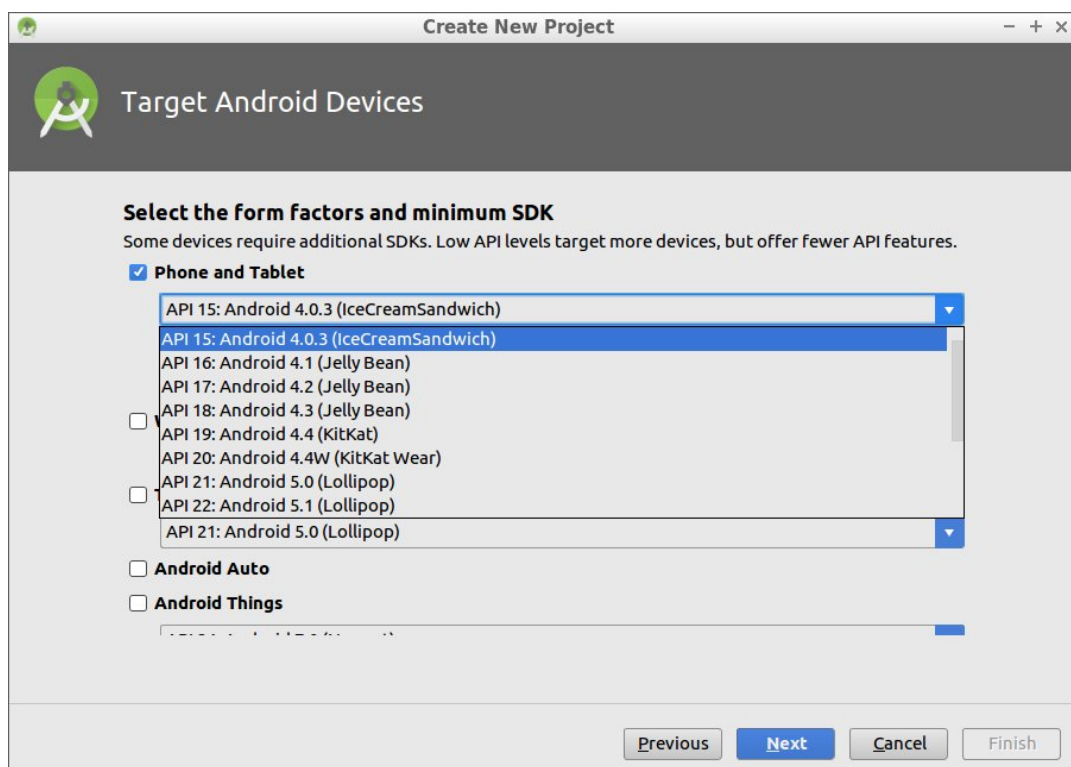 Create New Project
Target Android Devices
Select the form factors and minimum SDK
Some devices require additional SDKs. Low API levels target more devices, but offer fewer API features.
Phone and Tablet
API 15: Android 4.0.3 (IceCreamSandwich)
API 15: Android 4.0.3 (IceCreamSandwich)
API 16: Android 4.1 (Jelly Bean)
API 17: Android 4.2 (Jelly Bean)
API 18: Android 4.3 (Jelly Bean)
API 19: Android 4.4 (KitKat)
API 20: Android 4.4W (KitKat Wear)
API 21: Android 5.0 (Lollipop)
API 22: Android 5.1 (Lollipop)
API 21: Android 5.0 (Lollipop)
Android Auto
Android Things
Previous Next Cancel Finish